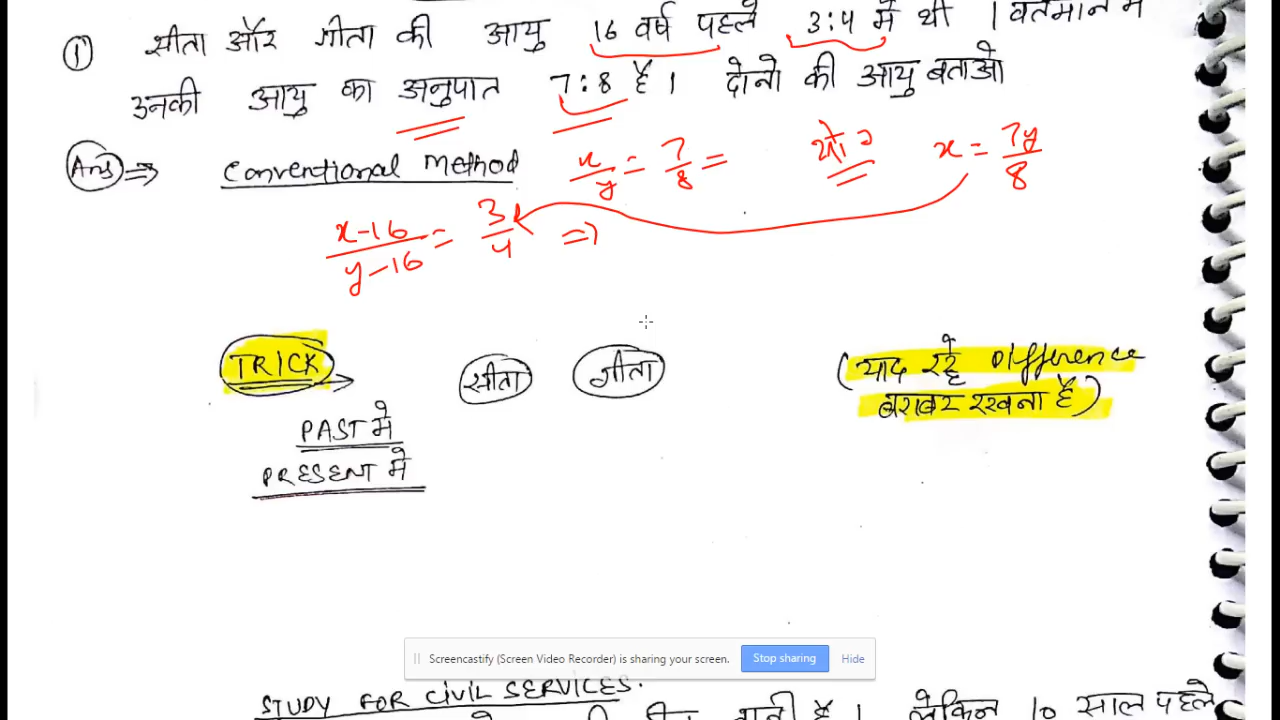 ① सीता और गीता की आयु 16 वर्ष पहले 3:4 में थी । वर्तमान में
उनकी आयु का अनुपात 7:8 है । दोनो की आयु बताओ
Ans ⇒ Conventional Method x/y = 7/8 = x = 7y/8
x-16/y-16 = 3/4 ⇒
TRICK → सीता गीता (याद रहे Difference
बराबर रखना है)
PAST मे
PRESENT मे
Screencastify (Screen Video Recorder) is sharing your screen. Stop sharing Hide
STUDY FOR CIVIL SERVICES.
है । लेकिन 10 साल पहले